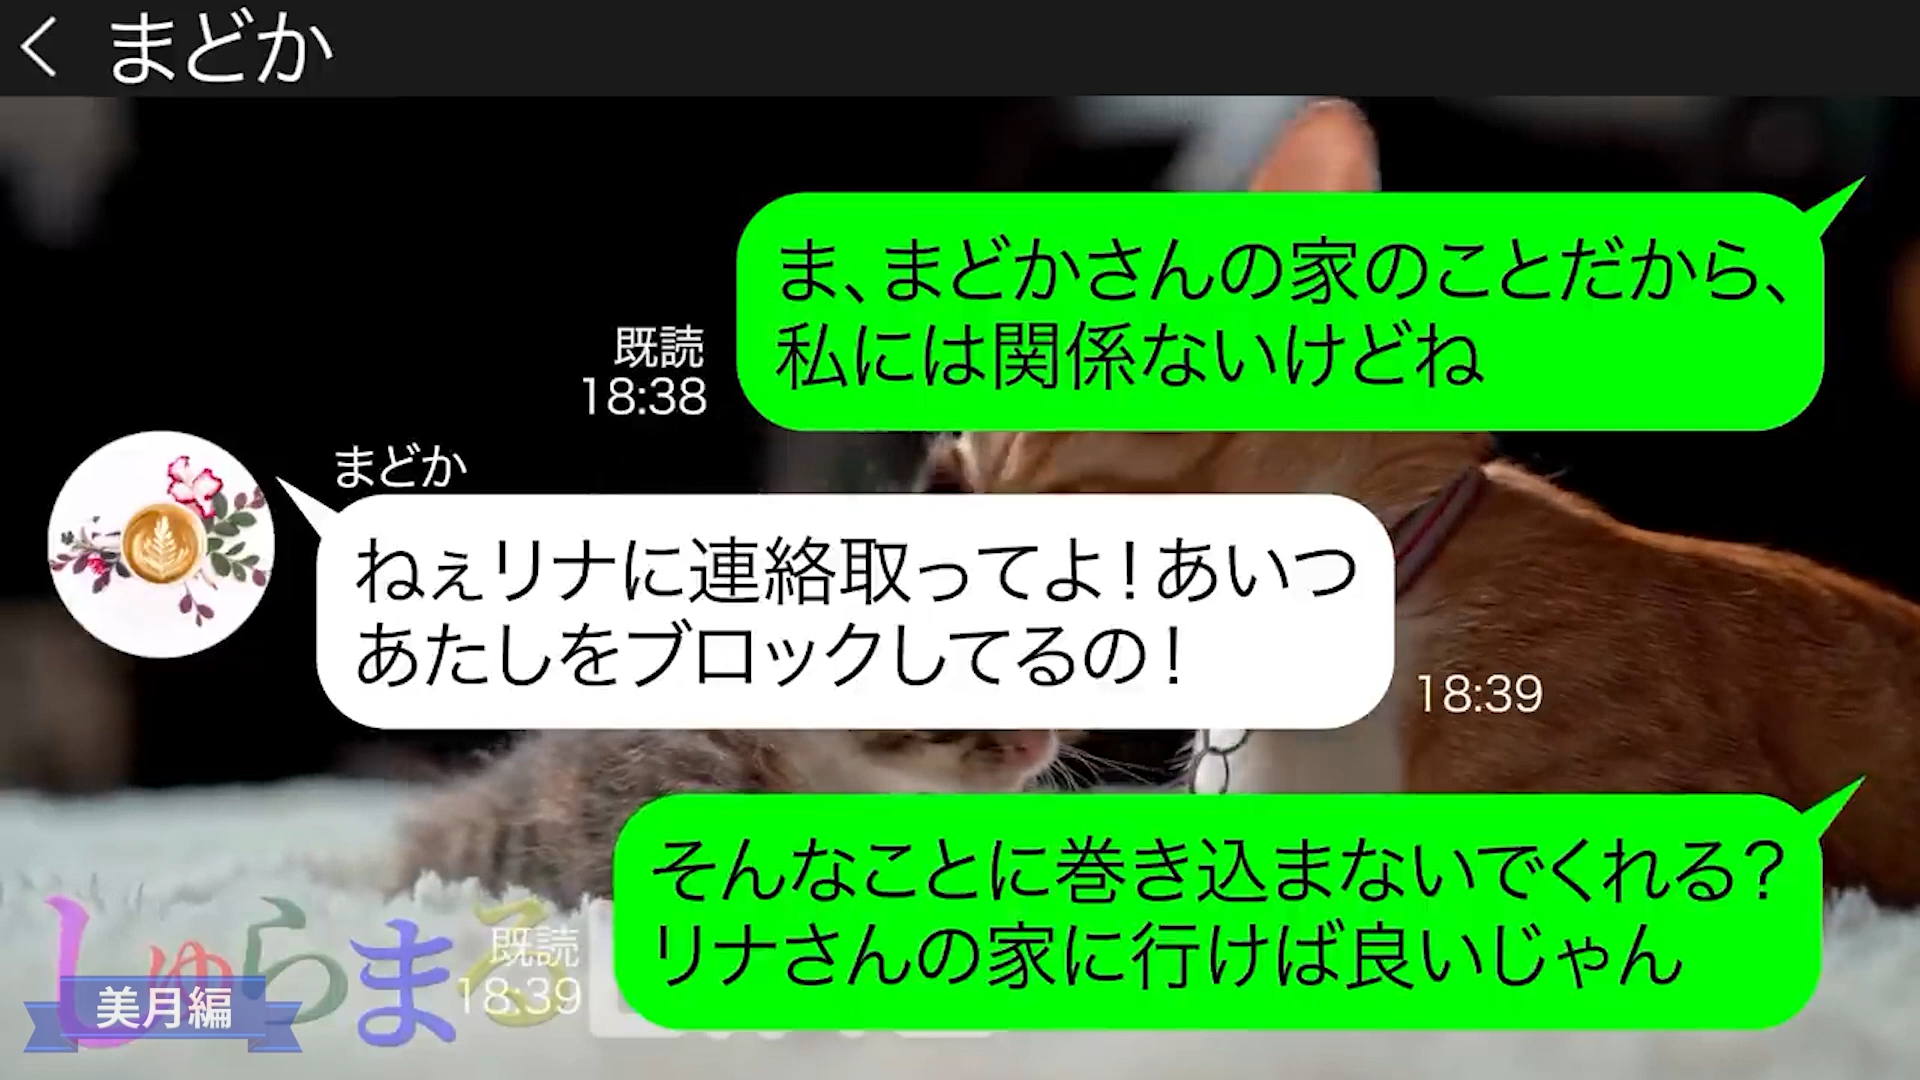 まどか
ま、まどかさんの家のことだから、
私には関係ないけどね
既読
18:38
まどか
ねぇリナに連絡取ってよ！あいつ
あたしをブロックしてるの！
18:39
そんなことに巻き込まないでくれる？
リナさんの家に行けば良いじゃん
既読
18:39
しゅらまる
美月編